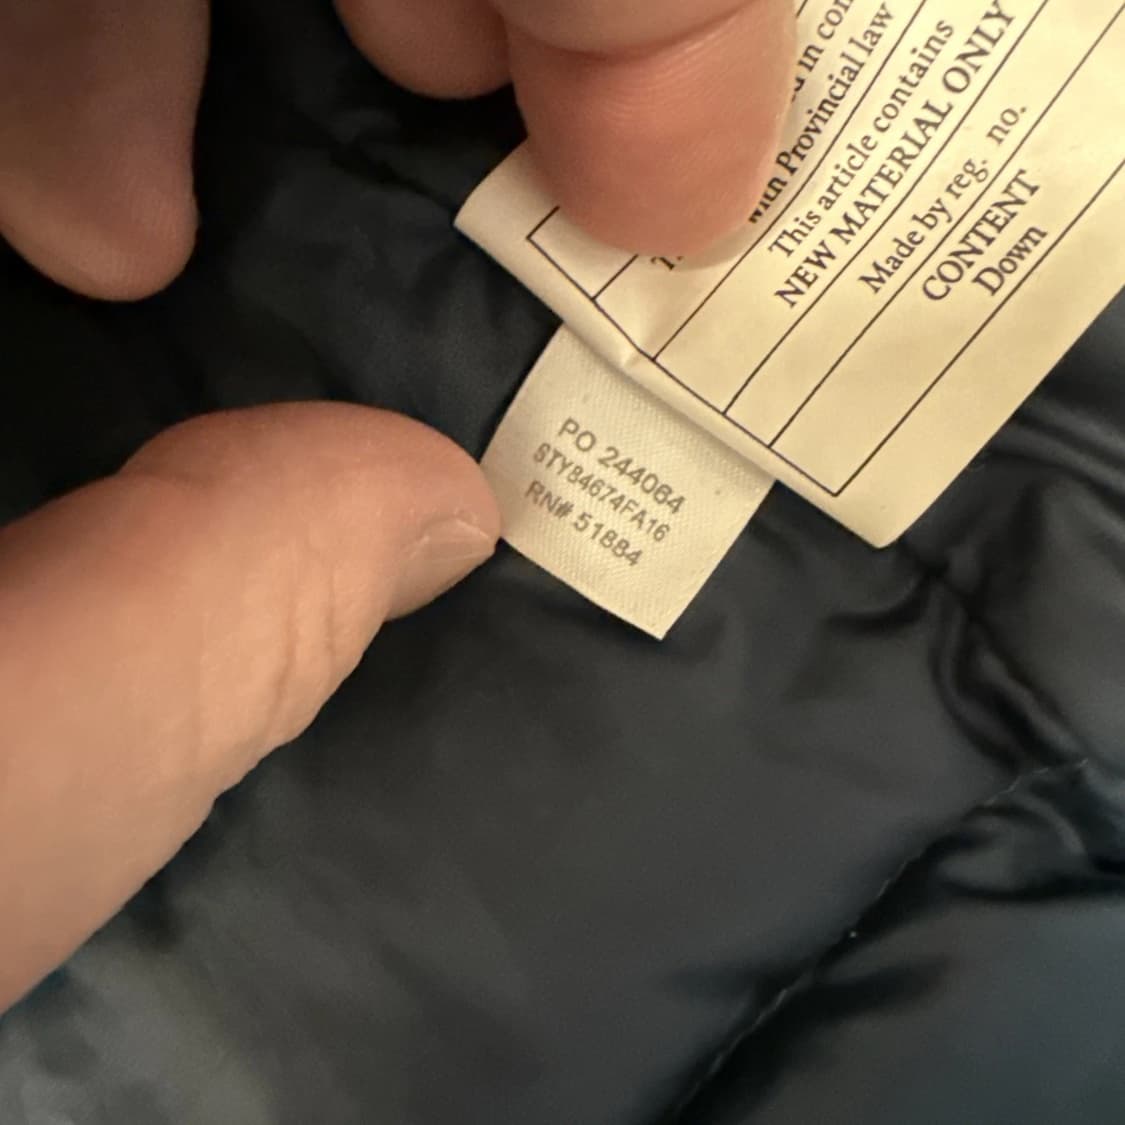 in
with Provincial law
This article contains
NEW MATERIAL ONLY
Made by reg. no.
CONTENT
Down
PO 244064
STY84674FA16
RN# 51884